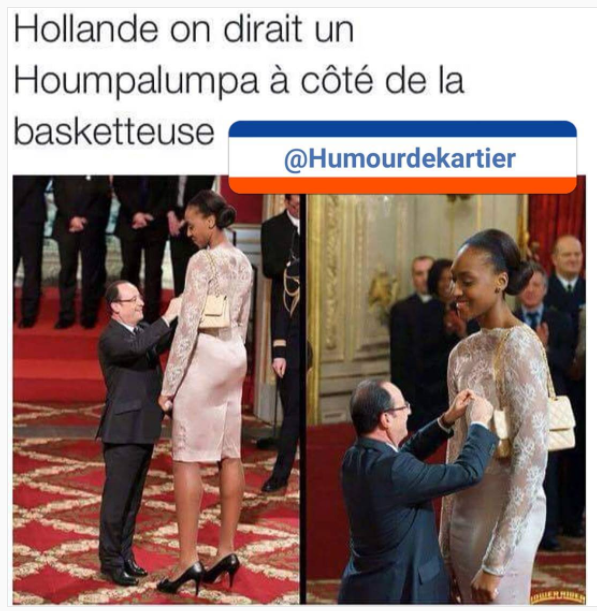 Hollande on dirait un
Houmpalumpa à côté de la
basketteuse
@Humourdekartier